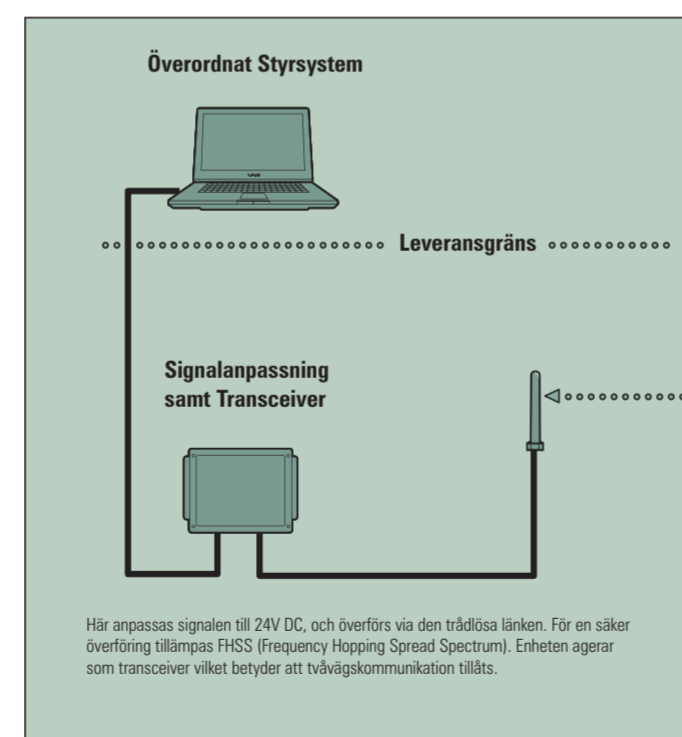 Överordnat Styrsystem
Leveransgräns
Signalanpassning
samt Transceiver
Här anpassas signalen till 24V DC, och överförs via den trådlösa länken. För en säker
överföring tillämpas FHSS (Frequency Hopping Spread Spectrum). Enheten agerar
som transceiver vilket betyder att tvåvägskommunikation tillåts.